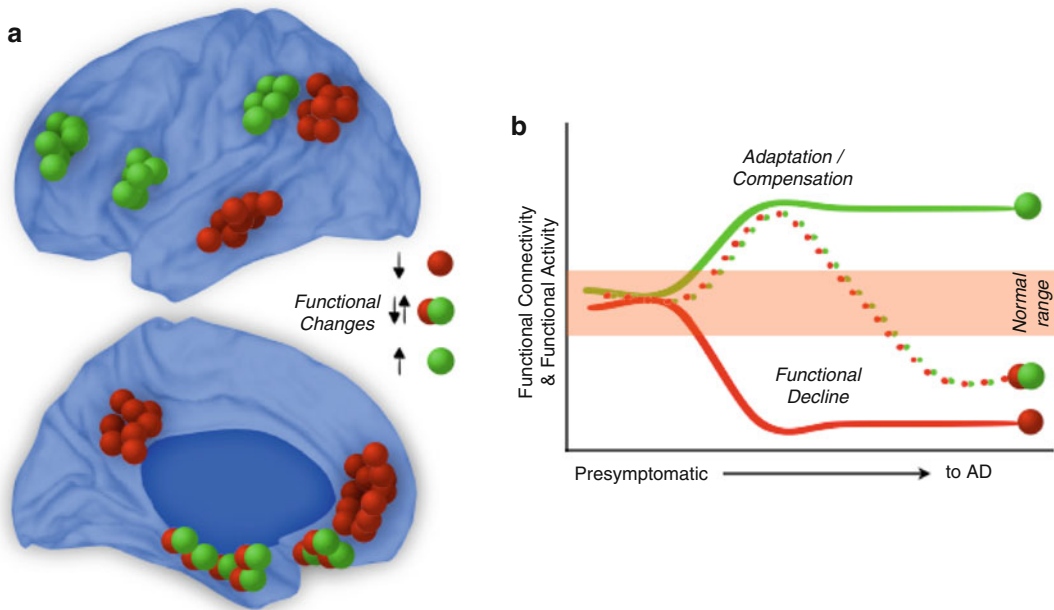 a
Functional
Changes
b
Adaptation /
Compensation
Functional Connectivity
& Functional Activity
Normal
range
Functional
Decline
Presymptomatic
to AD